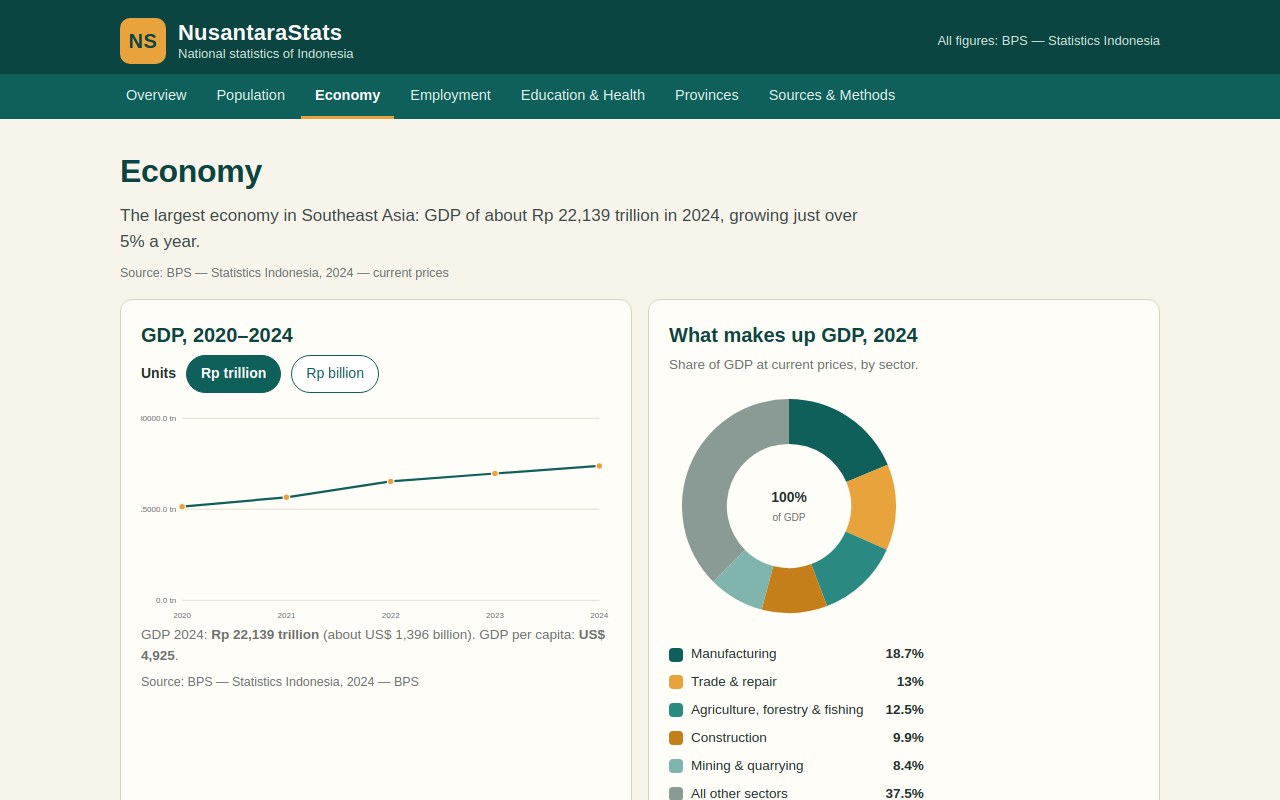 NS
NusantaraStats
National statistics of Indonesia
All figures: BPS — Statistics Indonesia
Overview
Population
Economy
Employment
Education & Health
Provinces
Sources & Methods
Economy
The largest economy in Southeast Asia: GDP of about Rp 22,139 trillion in 2024, growing just over
5% a year.
Source: BPS — Statistics Indonesia, 2024 — current prices
GDP, 2020–2024
Units
Rp trillion
Rp billion
0000.0 tn
5000.0 tn
0.0 tn
2020
2021
2022
2023
2024
GDP 2024: Rp 22,139 trillion (about US$ 1,396 billion). GDP per capita: US$
4,925.
Source: BPS — Statistics Indonesia, 2024 — BPS
What makes up GDP, 2024
Share of GDP at current prices, by sector.
100%
of GDP
Manufacturing 18.7%
Trade & repair 13%
Agriculture, forestry & fishing 12.5%
Construction 9.9%
Mining & quarrying 8.4%
All other sectors 37.5%